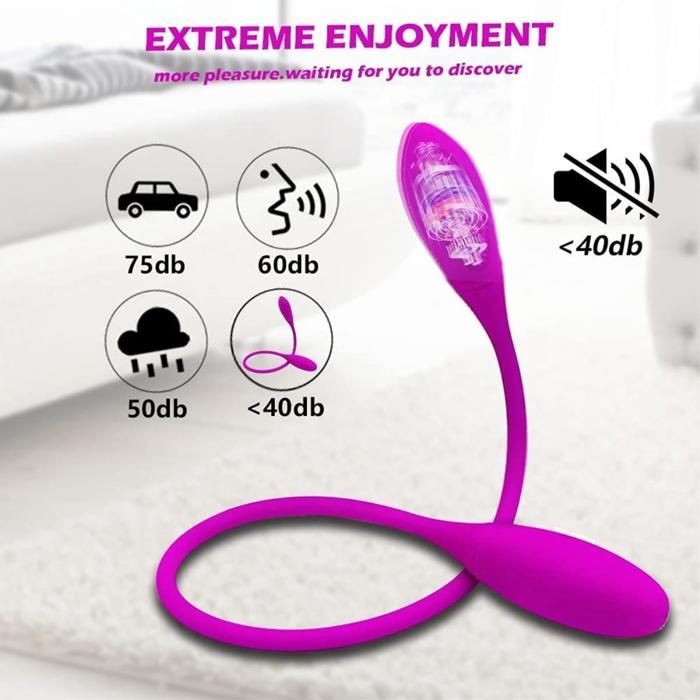 EXTREME ENJOYMENT
more pleasure.waiting for you to discover
75db
60db
<40db
50db
<40db